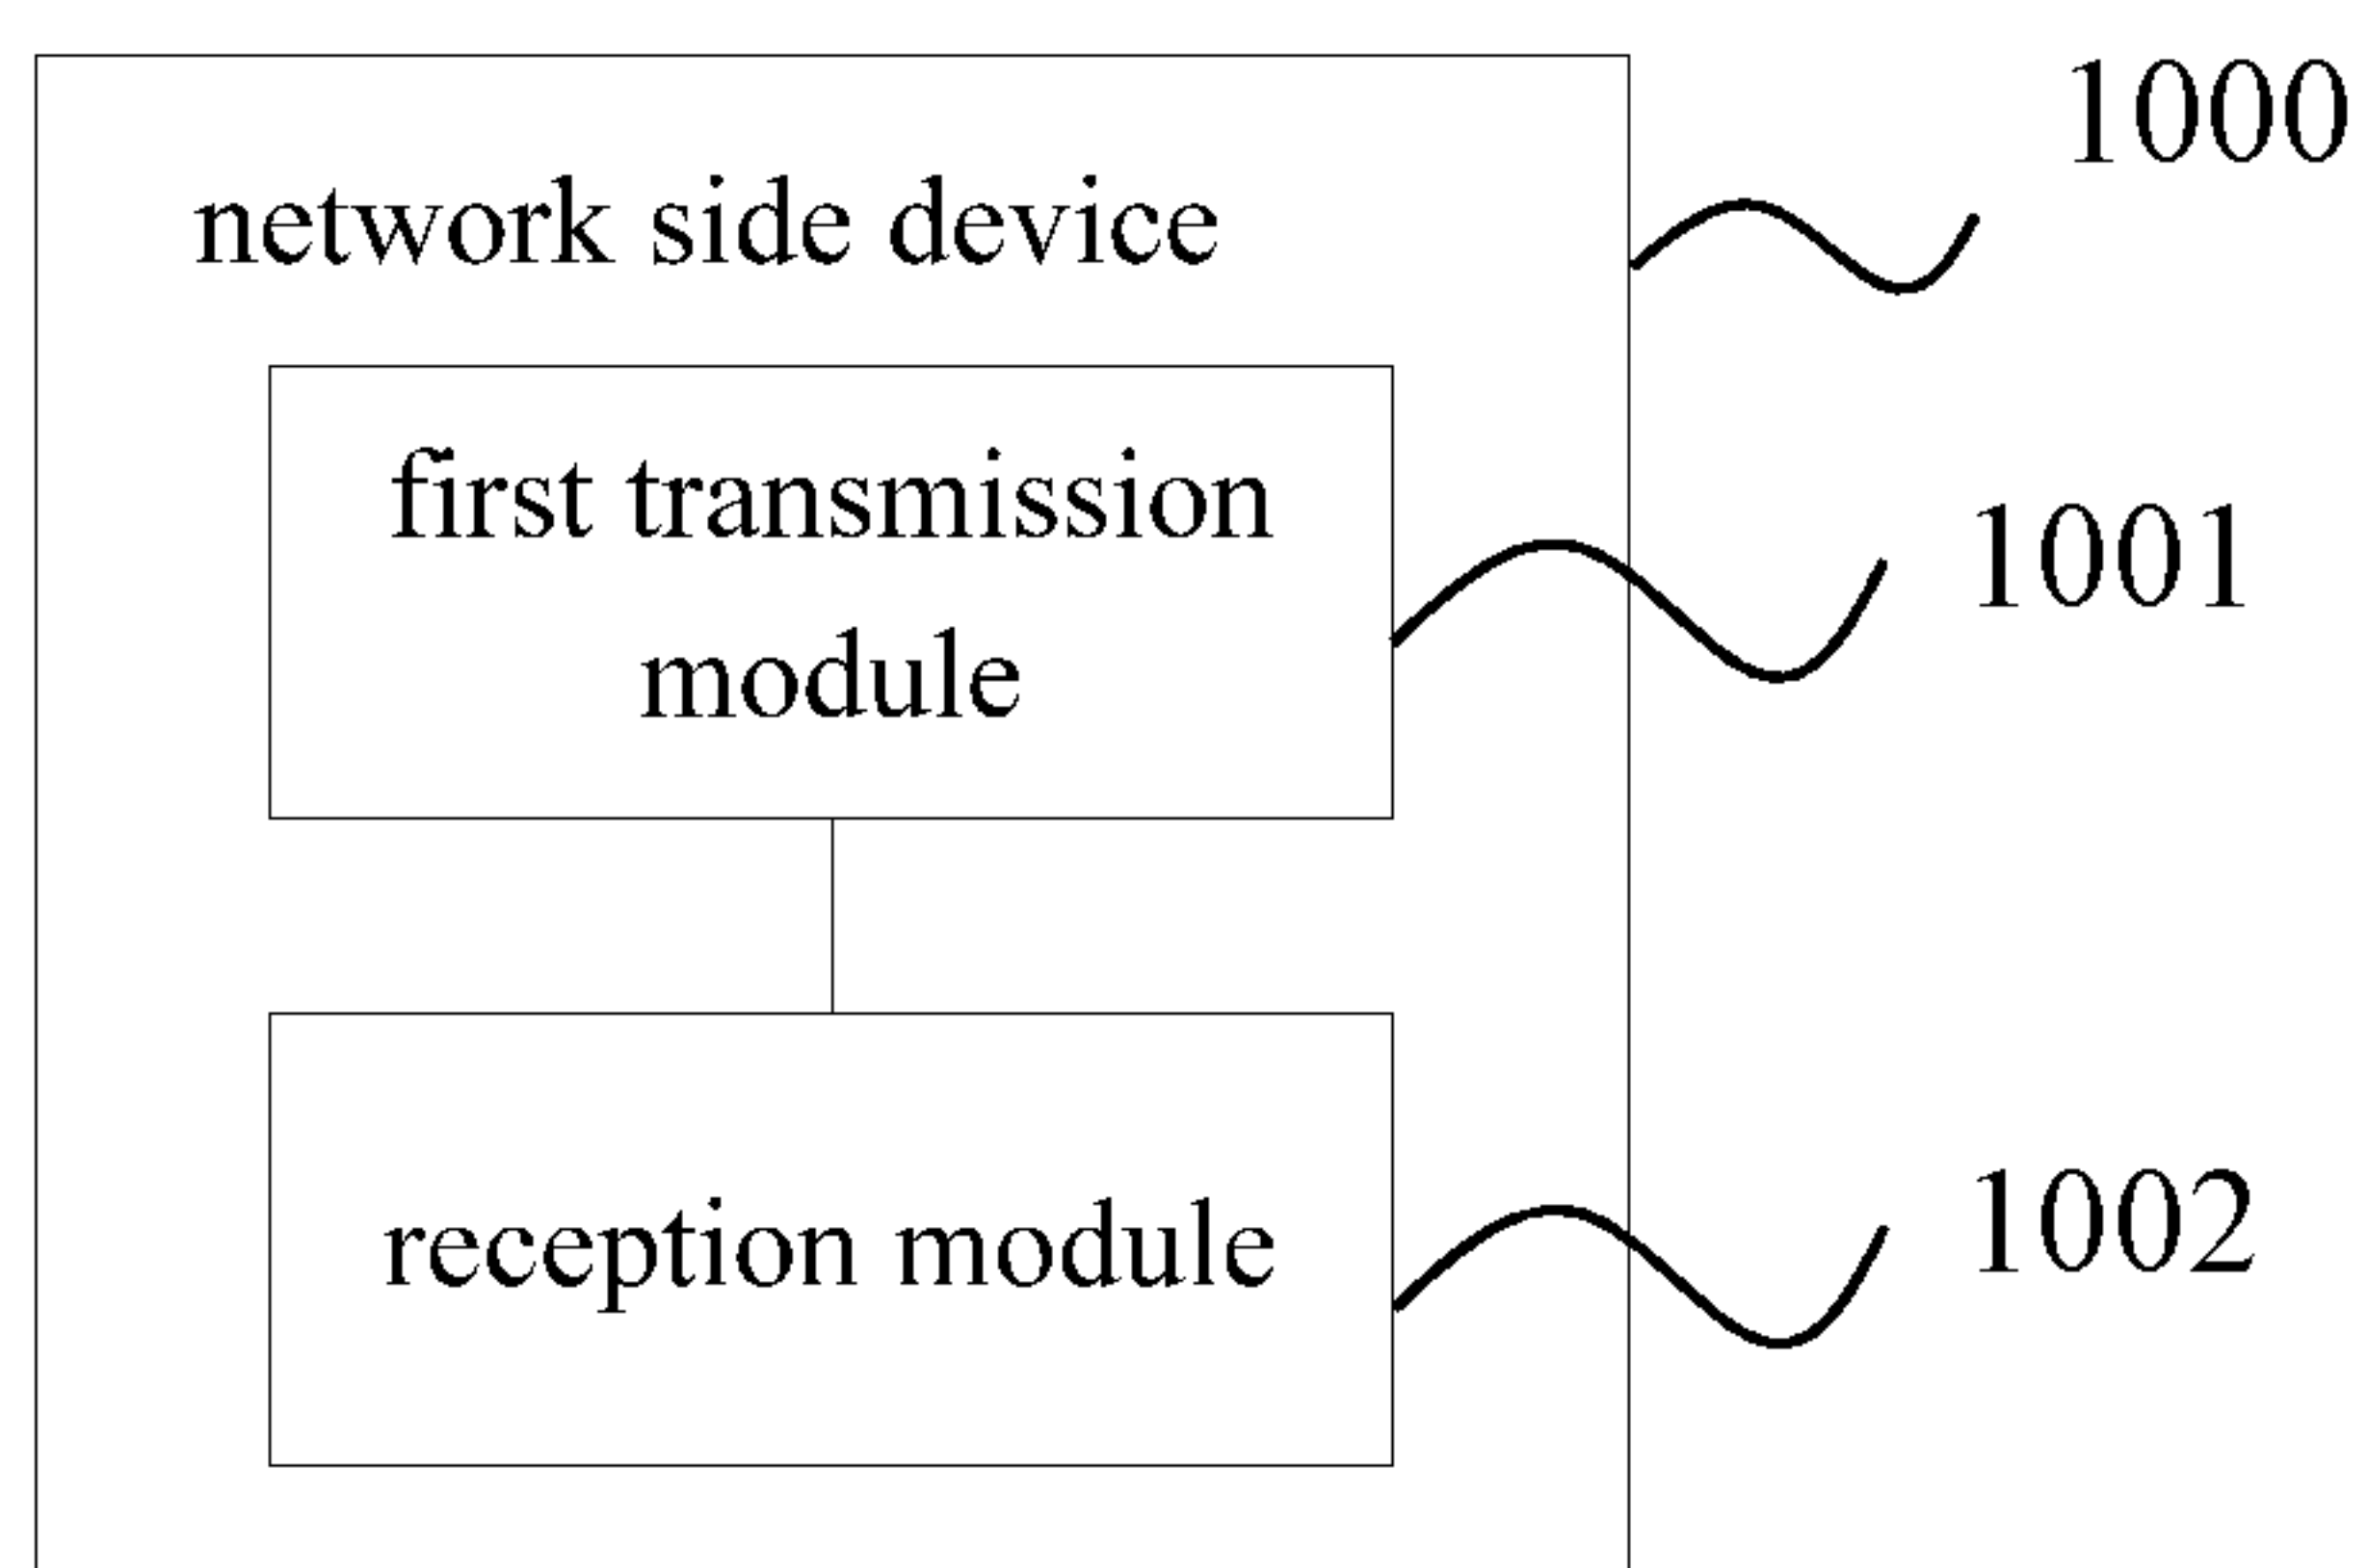 1000
network side device
first transmission
module
1001
reception module
1002